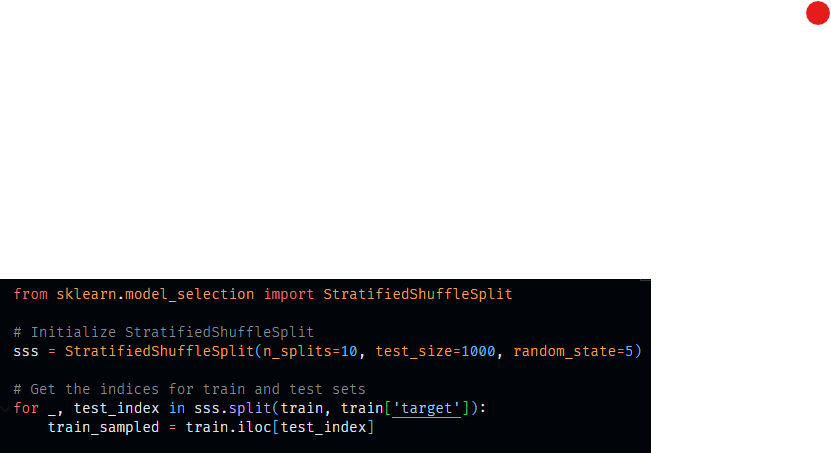 from sklearn.model_selection import StratifiedShuffleSplit
# Initialize StratifiedShuffleSplit
sss = StratifiedShuffleSplit(n_splits=10, test_size=1000, random_state=5)
# Get the indices for train and test sets
for _, test_index in sss.split(train, train['target']):
    train_sampled = train.iloc[test_index]